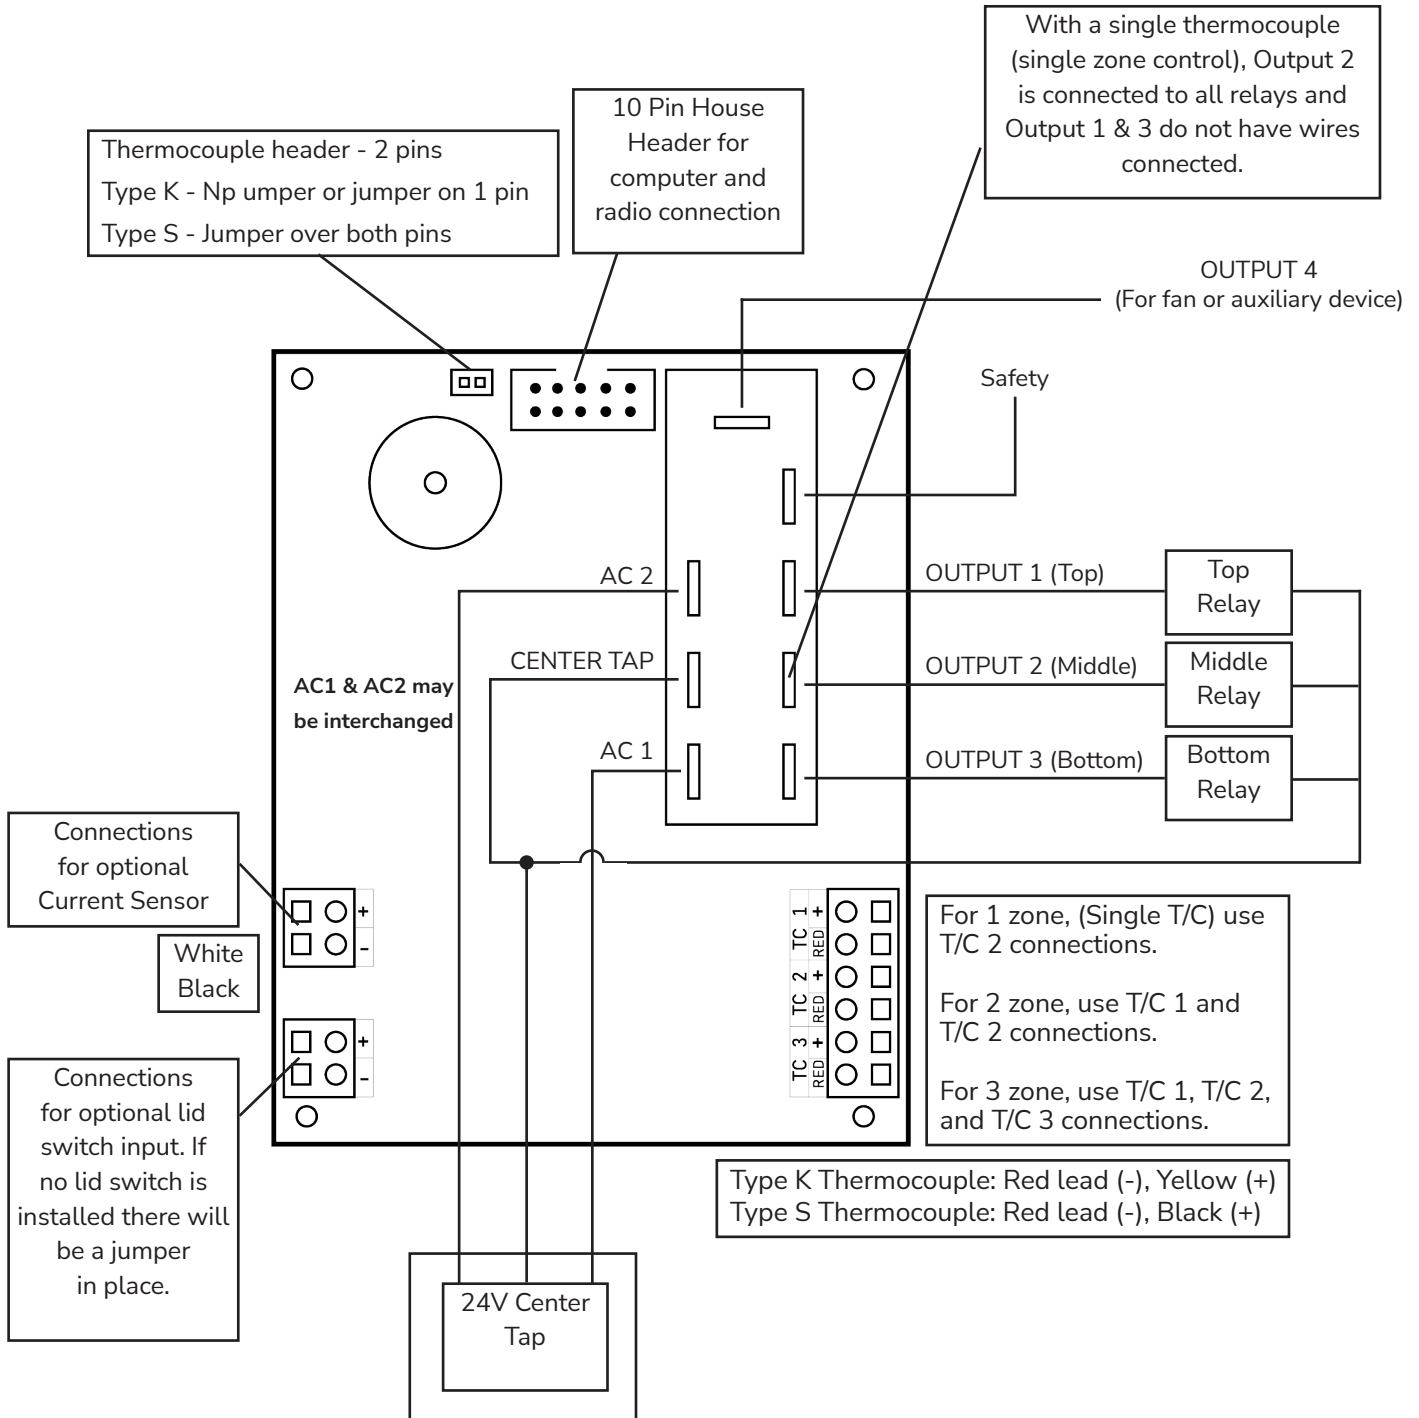 With a single thermocouple
(single zone control), Output 2
is connected to all relays and
Output 1 & 3 do not have wires
connected.
10 Pin House
Header for
computer and
radio connection
Thermocouple header - 2 pins
Type K - Np umper or jumper on 1 pin
Type S - Jumper over both pins
OUTPUT 4
(For fan or auxiliary device)
Safety
AC 2
OUTPUT 1 (Top)
Top
Relay
CENTER TAP
OUTPUT 2 (Middle)
Middle
Relay
AC1 & AC2 may
be interchanged
AC 1
OUTPUT 3 (Bottom)
Bottom
Relay
Connections
for optional
Current Sensor
+
-
White
Black
TC 1
+
RED
TC 2
+
RED
TC 3
+
RED
For 1 zone, (Single T/C) use
T/C 2 connections.
For 2 zone, use T/C 1 and
T/C 2 connections.
For 3 zone, use T/C 1, T/C 2,
and T/C 3 connections.
+
-
Connections
for optional lid
switch input. If
no lid switch is
installed there will
be a jumper
in place.
Type K Thermocouple: Red lead (-), Yellow (+)
Type S Thermocouple: Red lead (-), Black (+)
24V Center
Tap